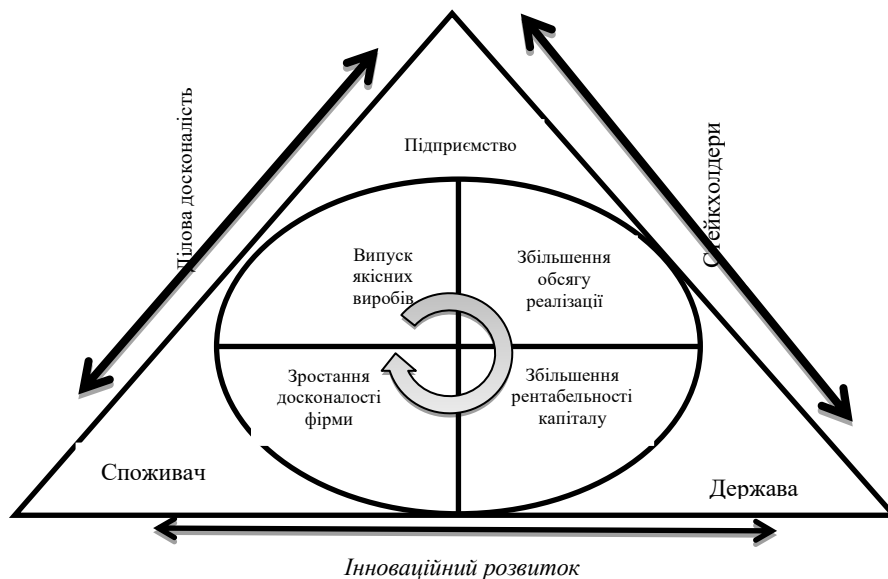 Підприємство
Ділова досконалість
Стейкхолдери
Випуск
якісних
виробів
Збільшення
обсягу
реалізації
Зростання
досконалості
фірми
Збільшення
рентабельності
капіталу
Споживач
Держава
Інноваційний розвиток